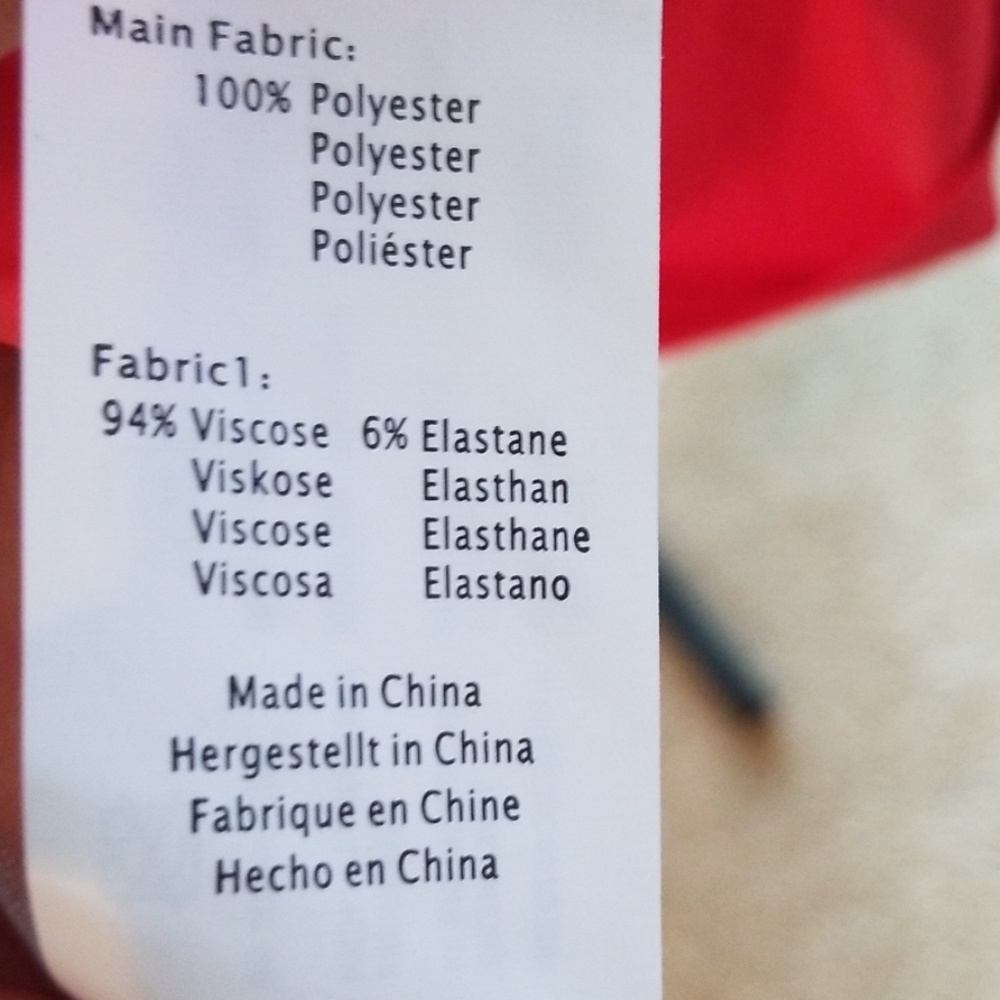 Main Fabric:
100% Polyester
Polyester
Polyester
Poliéster
Fabric1:
94% Viscose 6% Elastane
Viskose Elasthan
Viscose Elasthane
Viscosa Elastano
Made in China
Hergestellt in China
Fabrique en Chine
Hecho en China